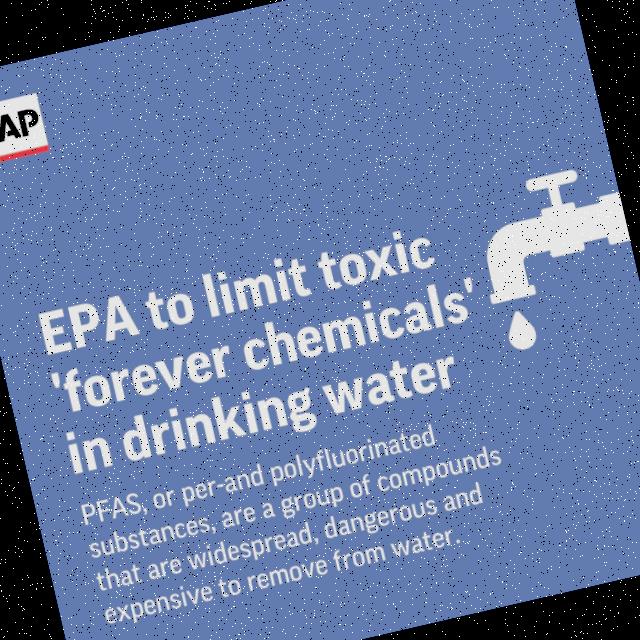 AP
EPA to limit toxic
'forever chemicals'
in drinking water
PFAS, or per-and polyfluorinated
substances, are a group of compounds
that are widespread, dangerous and
expensive to remove from water.